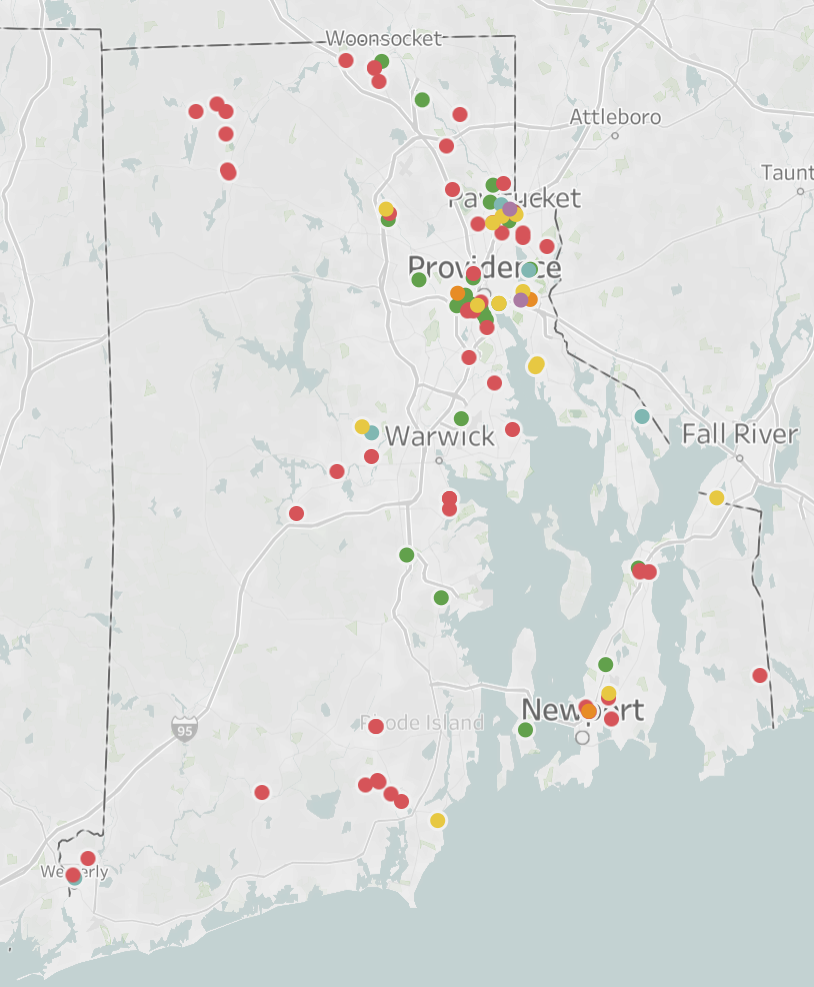 Woonsocket
Attleboro
Taunt
Pawtucket
Providence
Warwick
Fall River
Newport
Rhode Island
95
Westerly